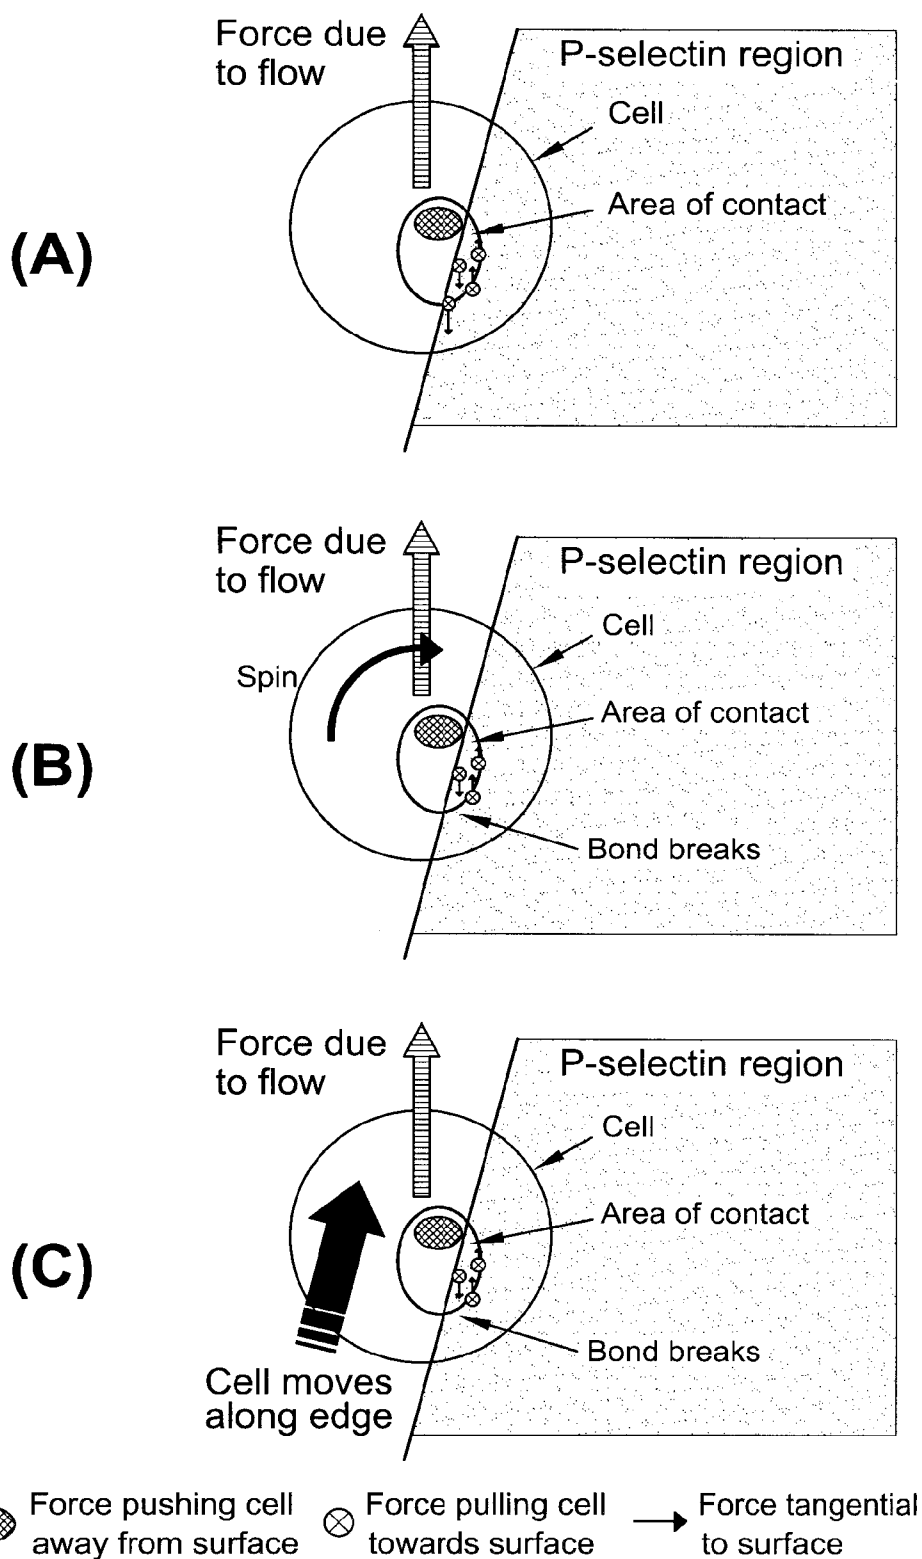 Force due
to flow
P-selectin region
Cell
Area of contact
(A)
Force due
to flow
P-selectin region
Cell
Spin
Area of contact
(B)
Bond breaks
Force due
to flow
P-selectin region
Cell
Area of contact
(C)
Bond breaks
Cell moves
along edge
Force pushing cell
away from surface
Force pulling cell
towards surface
Force tangential
to surface